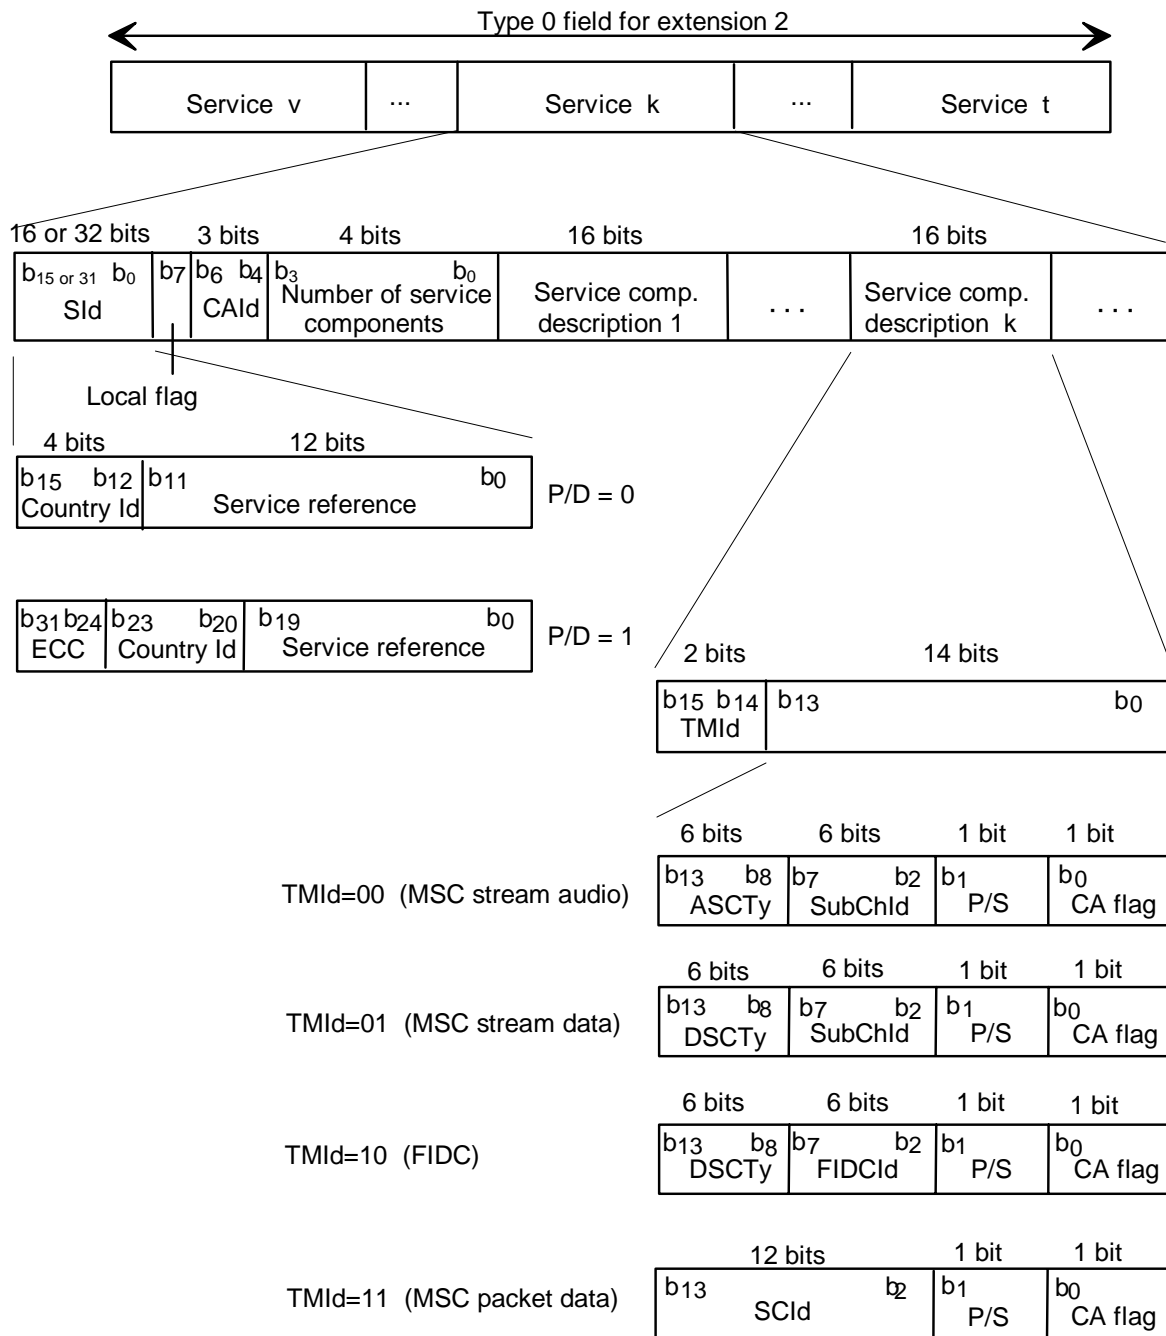 Type 0 field for extension 2
Service v ... Service k ... Service t
16 or 32 bits 3 bits 4 bits 16 bits 16 bits
b15 or 31 b0 b7 b6 b4 b3 b0
SId CAId Number of service components Service comp. description 1 . . . Service comp. description k . . .
Local flag
4 bits 12 bits
b15 b12 b11 b0
Country Id Service reference P/D = 0
b31 b24 b23 b20 b19 b0
ECC Country Id Service reference P/D = 1
2 bits 14 bits
b15 b14 b13 b0
TMId
6 bits 6 bits 1 bit 1 bit
b13 b8 b7 b2 b1 b0
TMId=00 (MSC stream audio) ASCTy SubChId P/S CA flag
6 bits 6 bits 1 bit 1 bit
b13 b8 b7 b2 b1 b0
TMId=01 (MSC stream data) DSCTy SubChId P/S CA flag
6 bits 6 bits 1 bit 1 bit
b13 b8 b7 b2 b1 b0
TMId=10 (FIDC) DSCTy FIDCId P/S CA flag
12 bits 1 bit 1 bit
b13 b2 b1 b0
TMId=11 (MSC packet data) SCId P/S CA flag